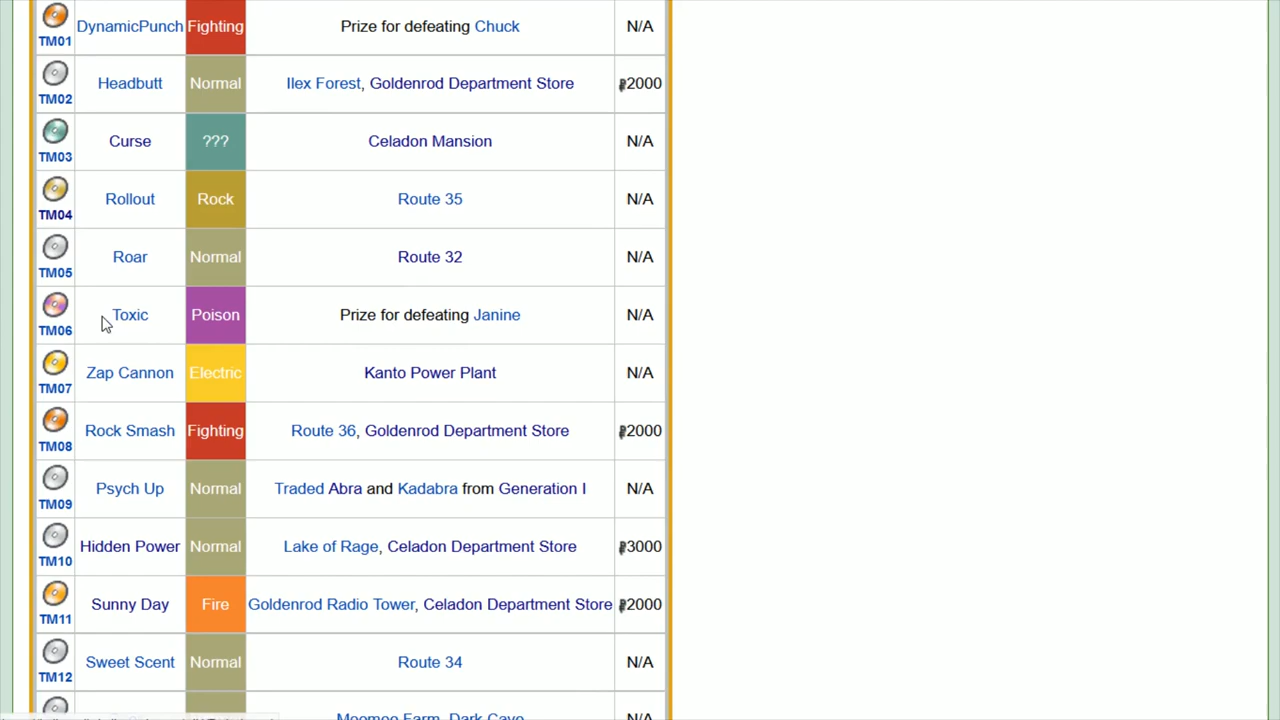 TM01 DynamicPunch Fighting Prize for defeating Chuck N/A
TM02 Headbutt Normal Ilex Forest, Goldenrod Department Store ₽2000
TM03 Curse ??? Celadon Mansion N/A
TM04 Rollout Rock Route 35 N/A
TM05 Roar Normal Route 32 N/A
TM06 Toxic Poison Prize for defeating Janine N/A
TM07 Zap Cannon Electric Kanto Power Plant N/A
TM08 Rock Smash Fighting Route 36, Goldenrod Department Store ₽2000
TM09 Psych Up Normal Traded Abra and Kadabra from Generation I N/A
TM10 Hidden Power Normal Lake of Rage, Celadon Department Store ₽3000
TM11 Sunny Day Fire Goldenrod Radio Tower, Celadon Department Store ₽2000
TM12 Sweet Scent Normal Route 34 N/A
Moomoo Farm, Dark Cave N/A